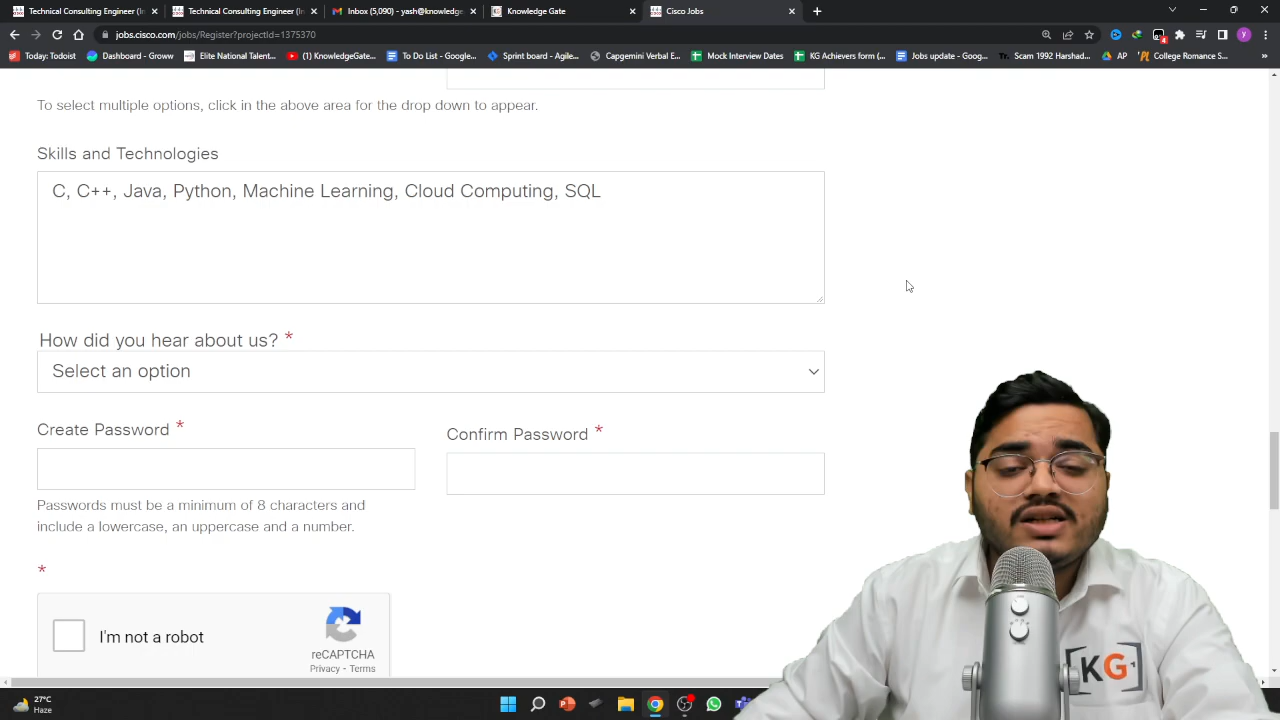 Technical Consulting Engineer (In
Technical Consulting Engineer (In
Inbox (5,090) - yash@knowledge
Knowledge Gate
Cisco Jobs
jobs.cisco.com/jobs/Register?projectId=1375370
Today: Todoist
Dashboard - Groww
Elite National Talent...
(1) KnowledgeGate...
To Do List - Google...
Sprint board - Agile...
Capgemini Verbal E...
Mock Interview Dates
KG Achievers form (...
Jobs update - Goog...
Tr. Scam 1992 Harshad...
AP
College Romance S...
To select multiple options, click in the above area for the drop down to appear.
Skills and Technologies
C, C++, Java, Python, Machine Learning, Cloud Computing, SQL
How did you hear about us? *
Select an option
Create Password *
Confirm Password *
Passwords must be a minimum of 8 characters and
include a lowercase, an uppercase and a number.
*
I'm not a robot
reCAPTCHA
Privacy - Terms
KG
27°C
Haze